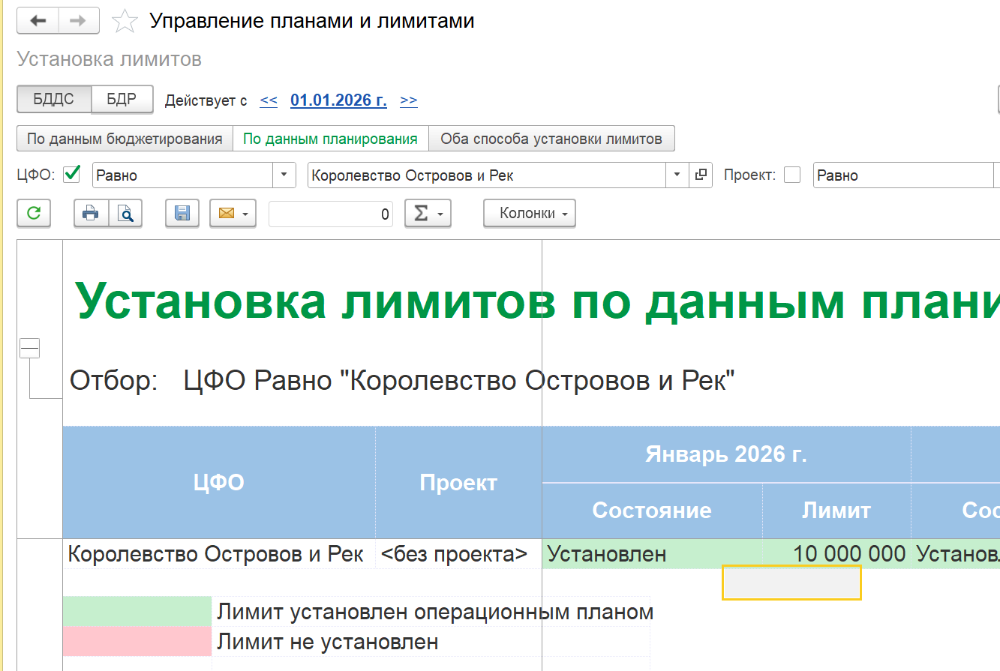 Управление планами и лимитами
Установка лимитов
БДДС БДР Действует с << 01.01.2026 г. >>
По данным бюджетирования По данным планирования Оба способа установки лимитов
ЦФО: Равно Королевство Островов и Рек Проект: Равно
0 Σ Колонки
Установка лимитов по данным плани
Отбор: ЦФО Равно "Королевство Островов и Рек"
ЦФО Проект Январь 2026 г.
Состояние Лимит Сос
Королевство Островов и Рек <без проекта> Установлен 10 000 000 Установл
Лимит установлен операционным планом
Лимит не установлен